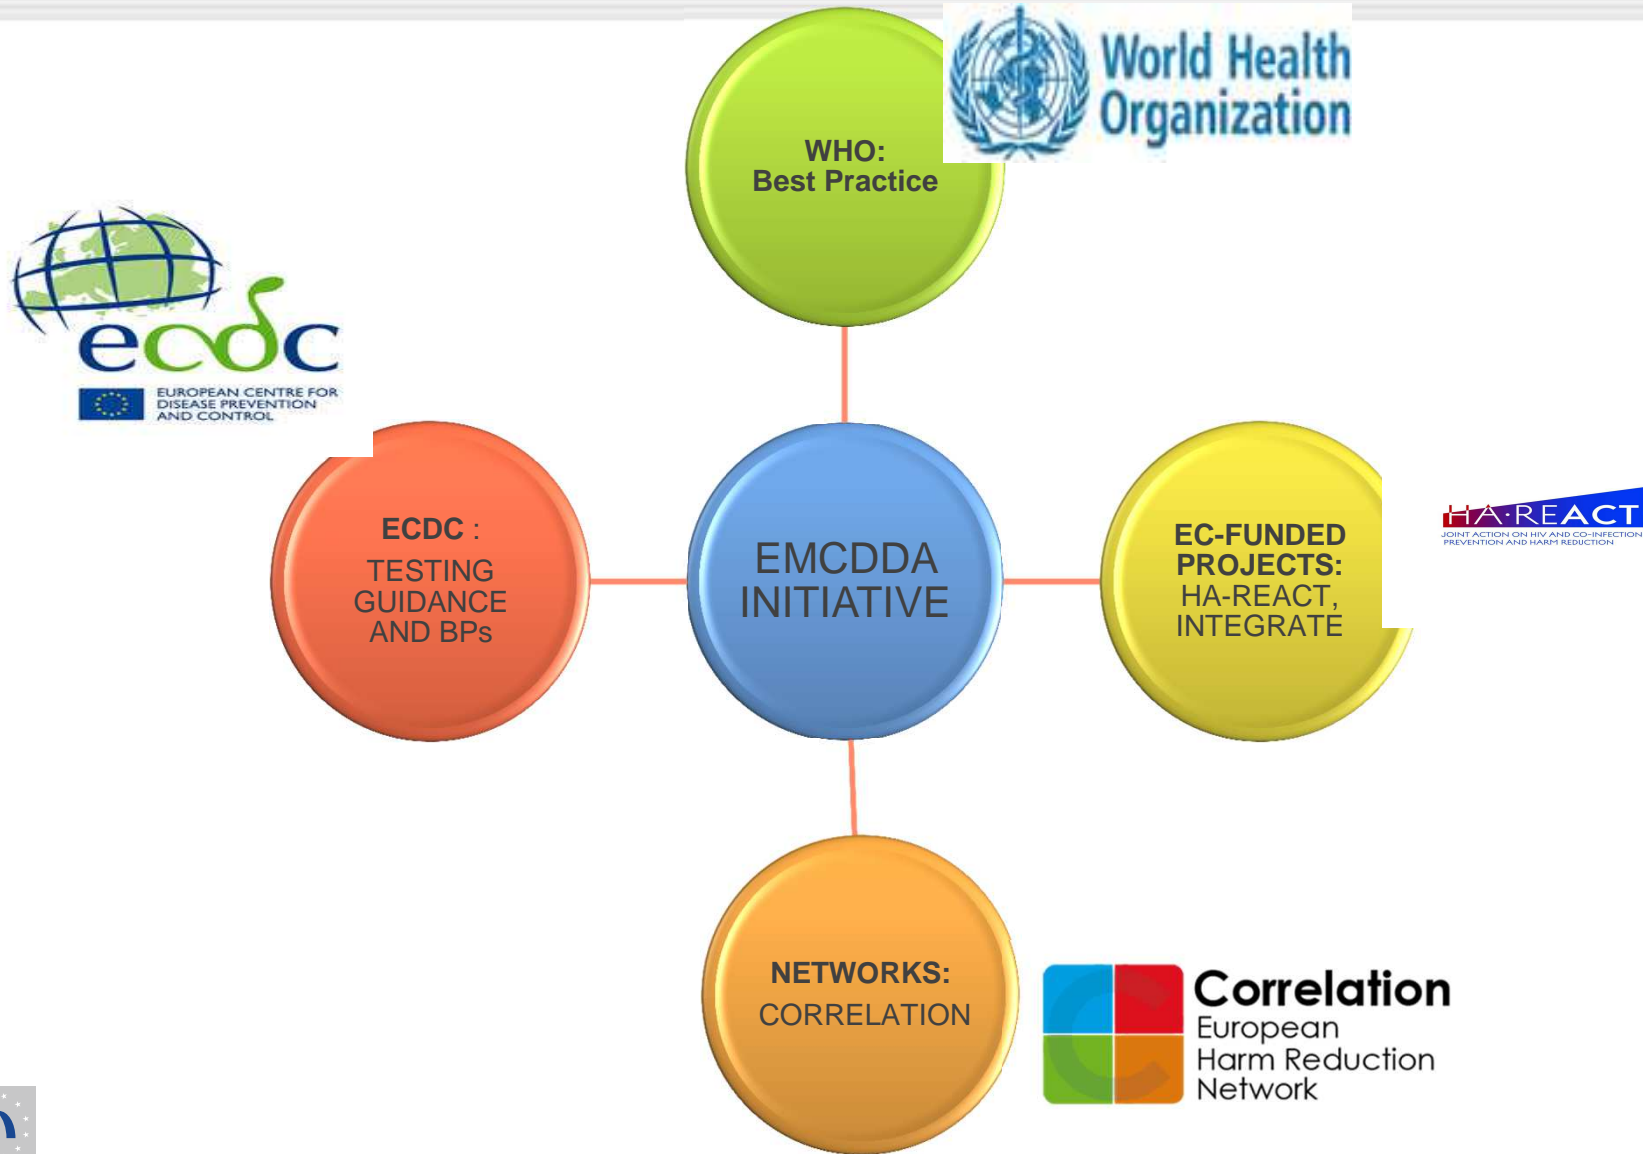 World Health
Organization
WHO:
Best Practice
ecdc
EUROPEAN CENTRE FOR
DISEASE PREVENTION
AND CONTROL
ECDC :
TESTING
GUIDANCE
AND BPs
EMCDDA
INITIATIVE
EC-FUNDED
PROJECTS:
HA-REACT,
INTEGRATE
HA·REACT
JOINT ACTION ON HIV AND CO-INFECTION
PREVENTION AND HARM REDUCTION
NETWORKS:
CORRELATION
Correlation
European
Harm Reduction
Network